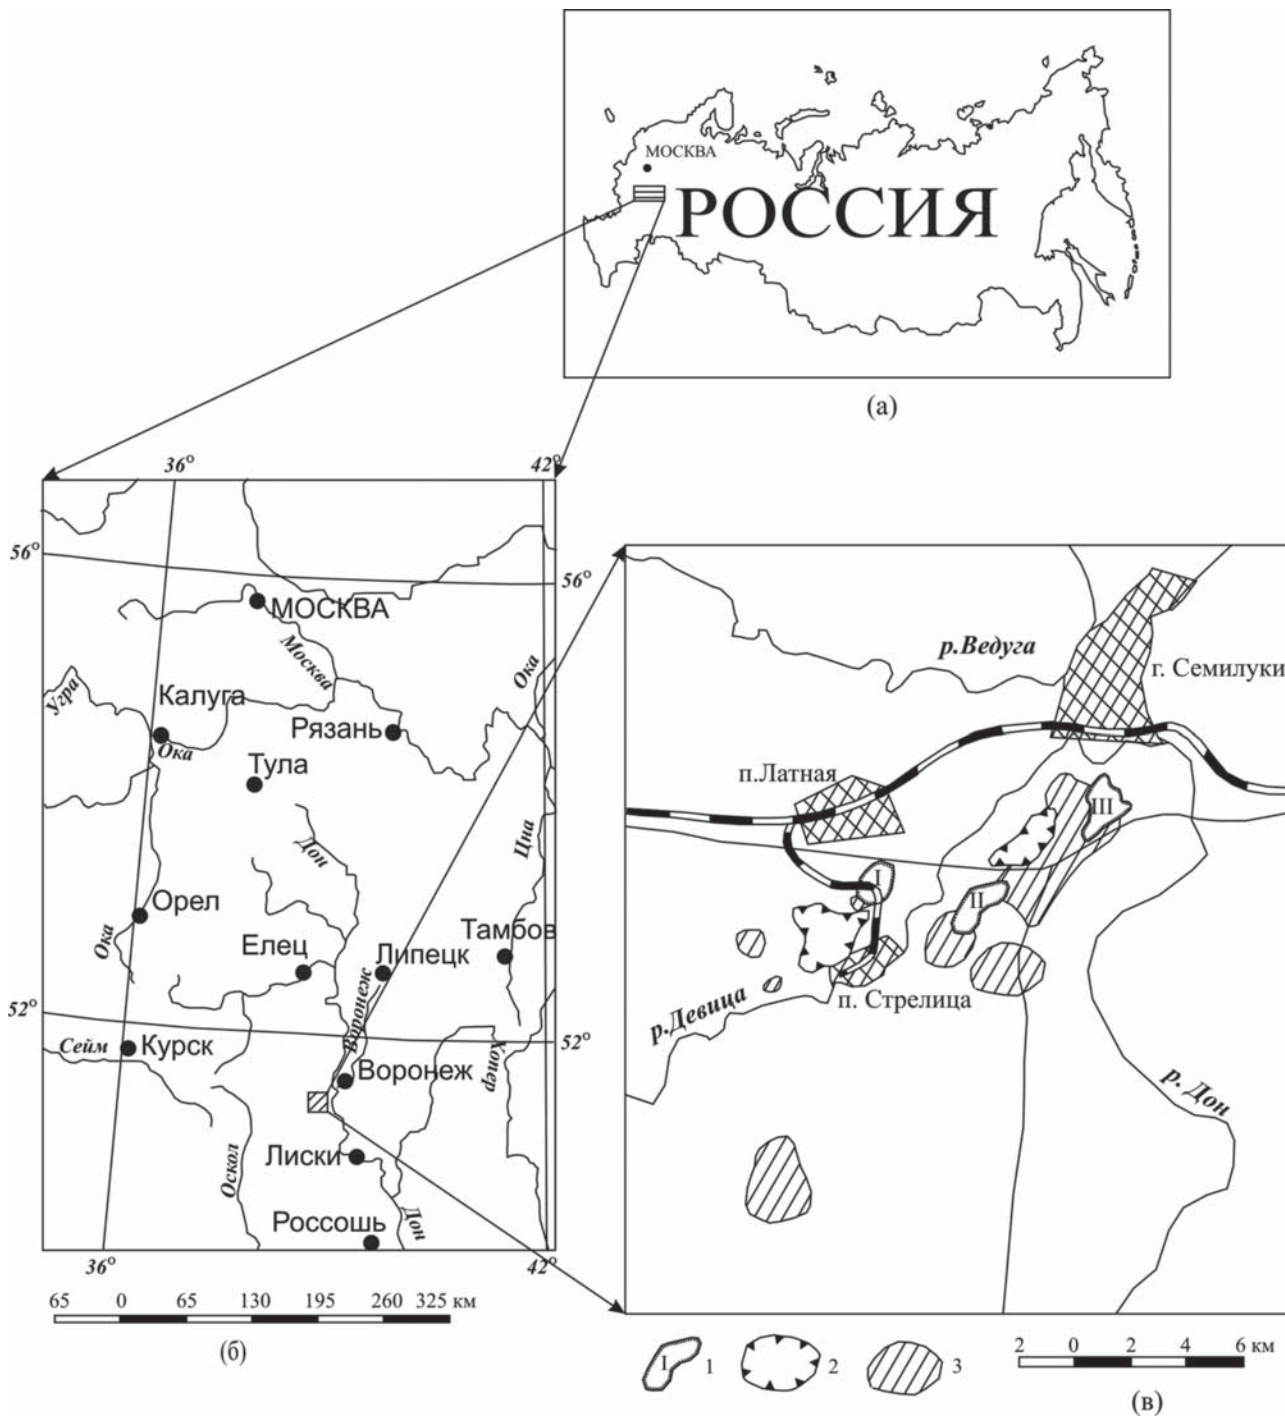 МОСКВА
РОССИЯ
(а)
36°
42°
56°
56°
МОСКВА
Москва
Ока
Угра
Калуга
Рязань
Ока
Тула
Дон
Цна
Орел
Ока
Елец
Липецк
Тамбов
Воронеж
52°
52°
Сейм
Курск
Хопер
Воронеж
Оскол
Лиски
Россошь
Дон
36°
42°
65 0 65 130 195 260 325 км
(б)
р.Ведуга
г. Семилуки
п.Латная
III
I
II
п. Стрелица
р.Девица
р. Дон
I 1 2 3
2 0 2 4 6 км
(в)